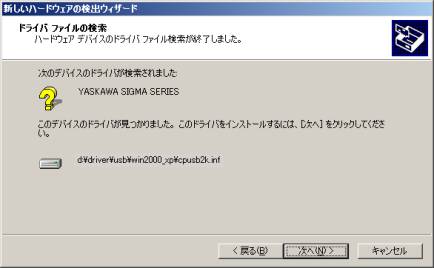 新しいハードウェアの検出ウィザード
ドライバ ファイルの検索
ハードウェア デバイスのドライバ ファイル検索が終了しました。
次のデバイスのドライバが検索されました:
YASKAWA SIGMA SERIES
このデバイスのドライバが見つかりました。このドライバをインストールするには、[次へ] をクリックしてくださ
い。
d:¥driver¥usb¥win2000_xp¥cpusb2k.inf
< 戻る(B)
次へ(N) >
キャンセル